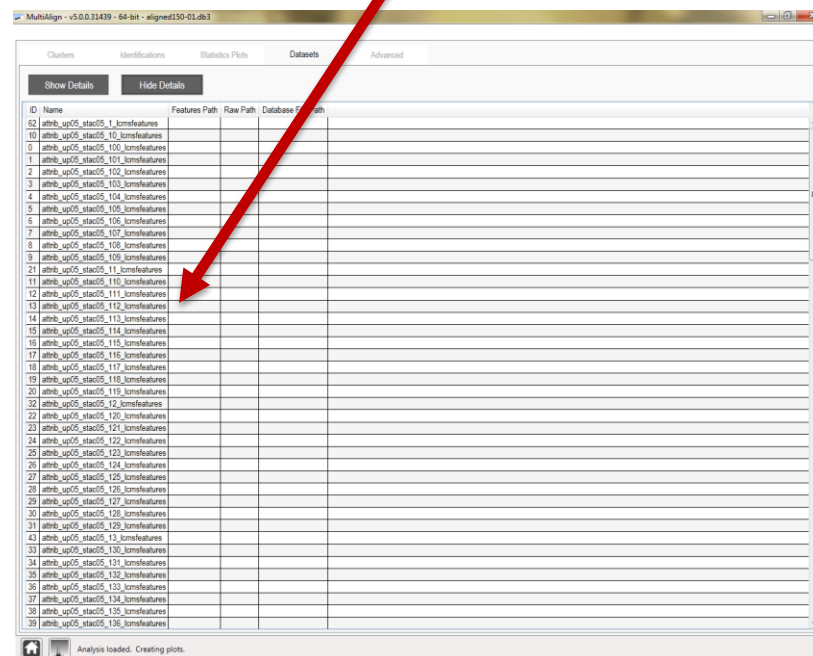 MultiAlign - v5.0.0.31439 - 64-bit - aligned150-01.db3
Clusters Identifications Statistics Plots Datasets Advanced
Show Details Hide Details
ID Name Features Path Raw Path Database File Path
62 attrib_up05_stac05_1_lcmsfeatures
10 attrib_up05_stac05_10_lcmsfeatures
0 attrib_up05_stac05_100_lcmsfeatures
1 attrib_up05_stac05_101_lcmsfeatures
2 attrib_up05_stac05_102_lcmsfeatures
3 attrib_up05_stac05_103_lcmsfeatures
4 attrib_up05_stac05_104_lcmsfeatures
5 attrib_up05_stac05_105_lcmsfeatures
6 attrib_up05_stac05_106_lcmsfeatures
7 attrib_up05_stac05_107_lcmsfeatures
8 attrib_up05_stac05_108_lcmsfeatures
9 attrib_up05_stac05_109_lcmsfeatures
21 attrib_up05_stac05_11_lcmsfeatures
11 attrib_up05_stac05_110_lcmsfeatures
12 attrib_up05_stac05_111_lcmsfeatures
13 attrib_up05_stac05_112_lcmsfeatures
14 attrib_up05_stac05_113_lcmsfeatures
15 attrib_up05_stac05_114_lcmsfeatures
16 attrib_up05_stac05_115_lcmsfeatures
17 attrib_up05_stac05_116_lcmsfeatures
18 attrib_up05_stac05_117_lcmsfeatures
19 attrib_up05_stac05_118_lcmsfeatures
20 attrib_up05_stac05_119_lcmsfeatures
32 attrib_up05_stac05_12_lcmsfeatures
22 attrib_up05_stac05_120_lcmsfeatures
23 attrib_up05_stac05_121_lcmsfeatures
24 attrib_up05_stac05_122_lcmsfeatures
25 attrib_up05_stac05_123_lcmsfeatures
26 attrib_up05_stac05_124_lcmsfeatures
27 attrib_up05_stac05_125_lcmsfeatures
28 attrib_up05_stac05_126_lcmsfeatures
29 attrib_up05_stac05_127_lcmsfeatures
30 attrib_up05_stac05_128_lcmsfeatures
31 attrib_up05_stac05_129_lcmsfeatures
43 attrib_up05_stac05_13_lcmsfeatures
33 attrib_up05_stac05_130_lcmsfeatures
34 attrib_up05_stac05_131_lcmsfeatures
35 attrib_up05_stac05_132_lcmsfeatures
36 attrib_up05_stac05_133_lcmsfeatures
37 attrib_up05_stac05_134_lcmsfeatures
38 attrib_up05_stac05_135_lcmsfeatures
39 attrib_up05_stac05_136_lcmsfeatures
Analysis loaded. Creating plots.